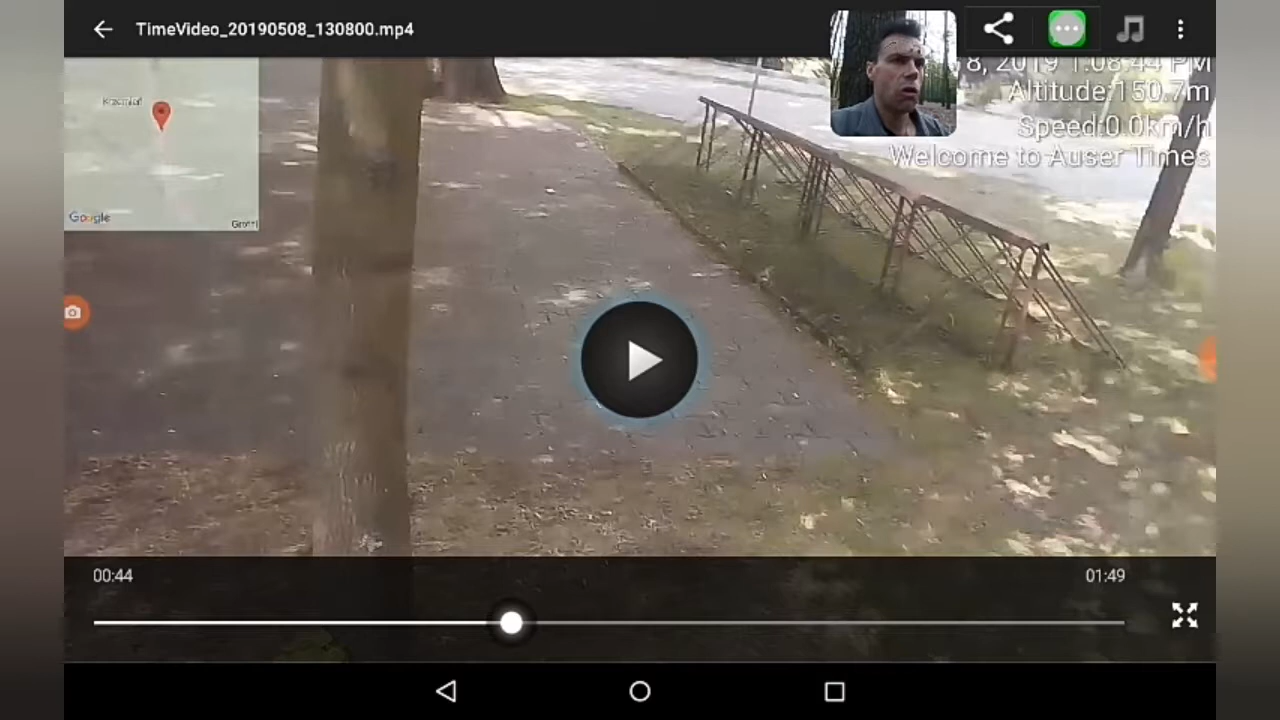 TimeVideo_20190508_130800.mp4
8, 2019 1:08:44 PM
Altitude:150.7m
Speed:0.0km/h
Welcome to Auser Times
Google
00:44
01:49